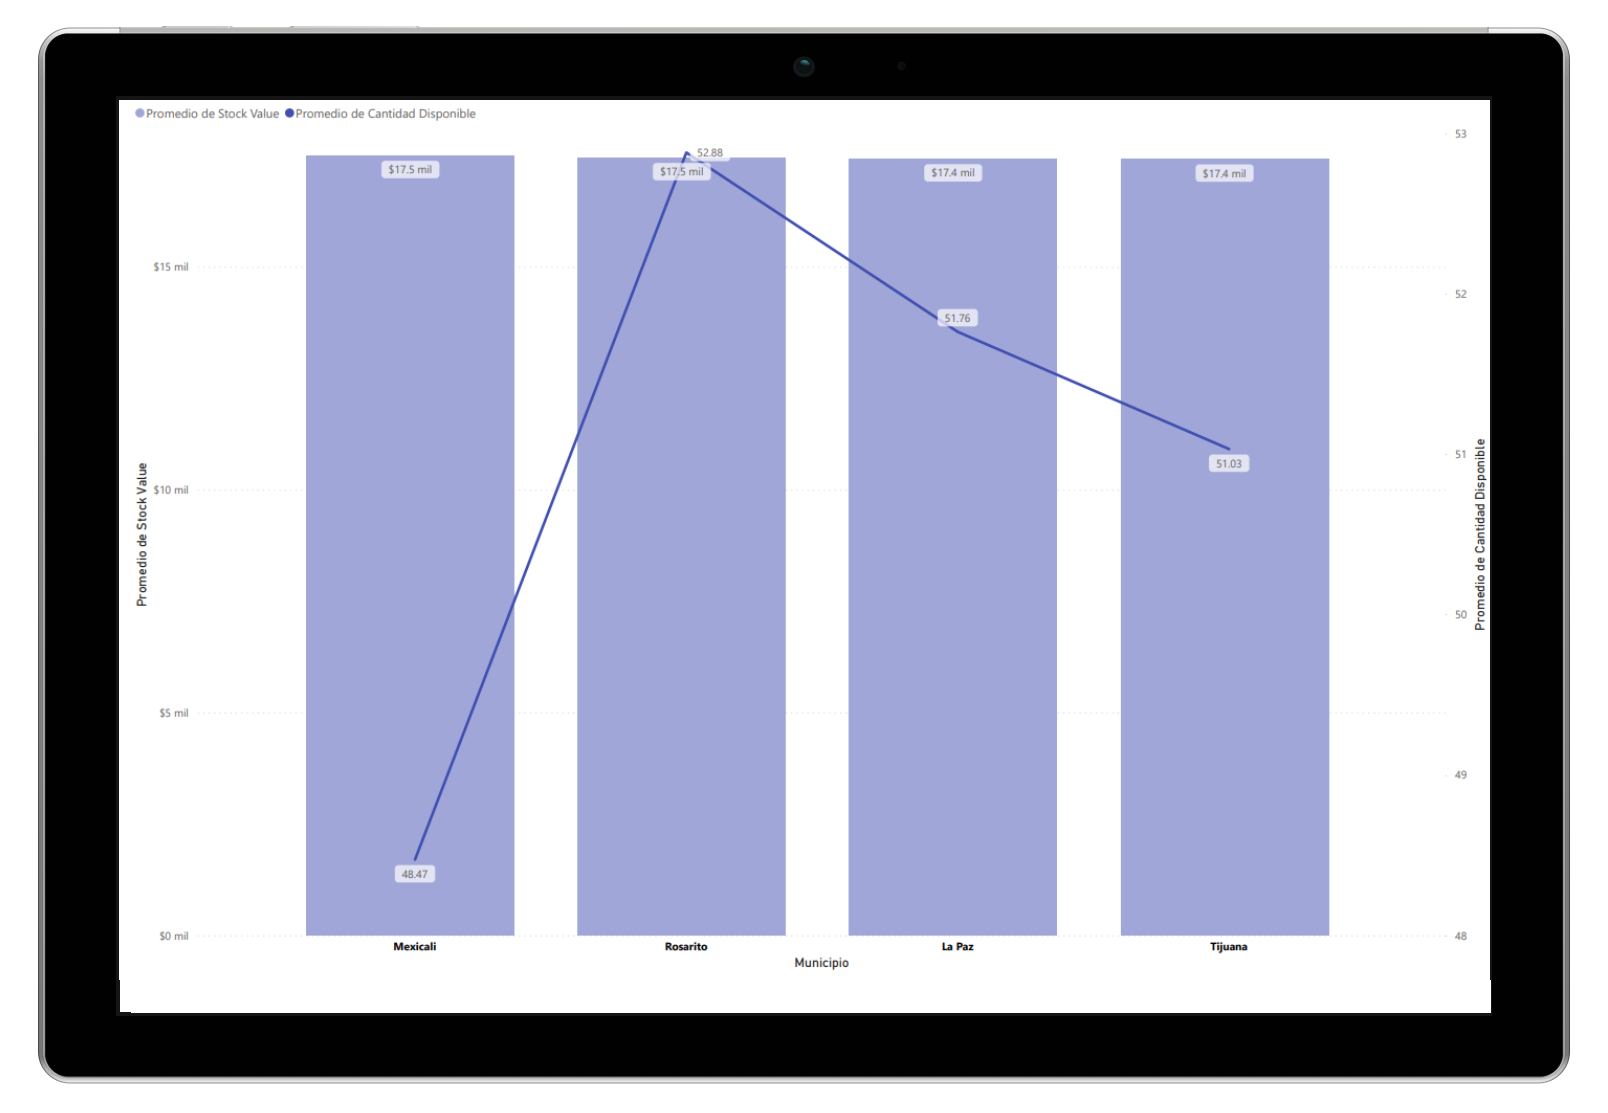 Promedio de Stock Value Promedio de Cantidad Disponible
53
$17.5 mil
52.88
$17.5 mil
$17.4 mil
$17.4 mil
$15 mil
52
51.76
51.03
51
Promedio de Stock Value
$10 mil
Promedio de Cantidad Disponible
50
$5 mil
49
48.47
$0 mil
48
Mexicali
Rosarito
La Paz
Tijuana
Municipio